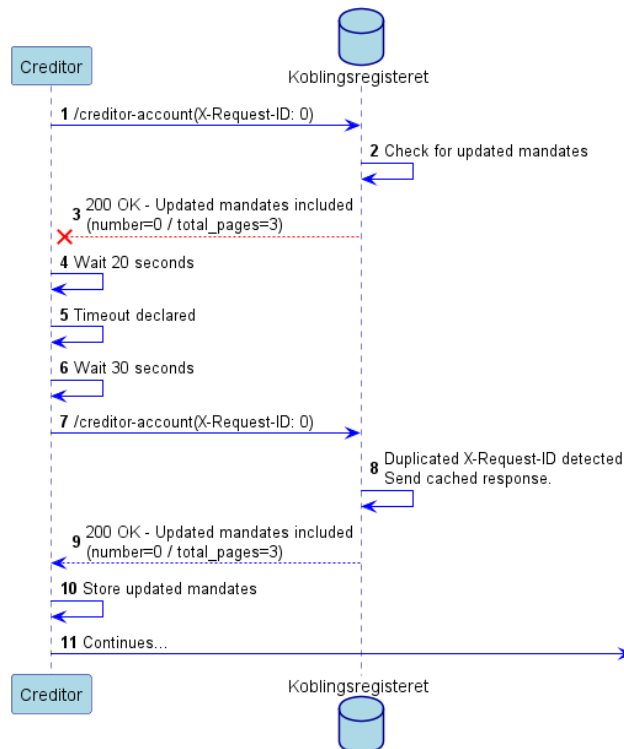 Creditor
Koblingsregisteret
1 /creditor-account(X-Request-ID: 0)
2 Check for updated mandates
3 200 OK - Updated mandates included
(number=0 / total_pages=3)
4 Wait 20 seconds
5 Timeout declared
6 Wait 30 seconds
7 /creditor-account(X-Request-ID: 0)
8 Duplicated X-Request-ID detected
Send cached response.
9 200 OK - Updated mandates included
(number=0 / total_pages=3)
10 Store updated mandates
11 Continues...
Creditor
Koblingsregisteret